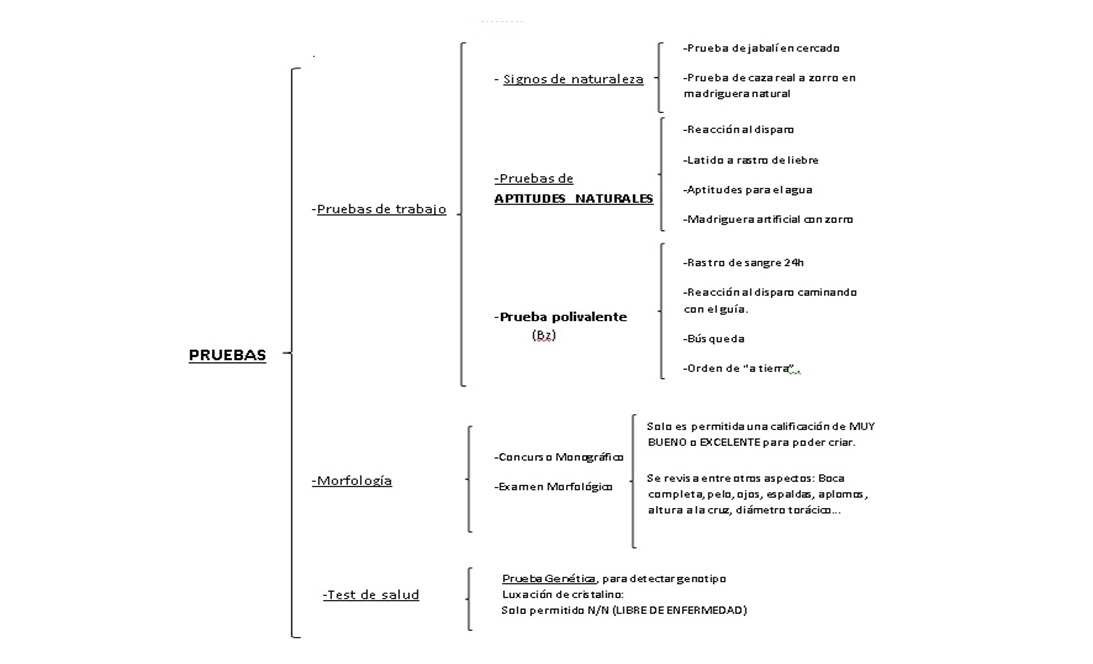 PRUEBAS
-Pruebas de trabajo
- Signos de naturaleza
-Prueba de jabalí en cercado
-Prueba de caza real a zorro en
madriguera natural
-Pruebas de
APTITUDES NATURALES
-Reacción al disparo
-Latido a rastro de liebre
-Aptitudes para el agua
-Madriguera artificial con zorro
-Prueba polivalente
(Bz)
-Rastro de sangre 24h
-Reacción al disparo caminando
con el guía.
-Búsqueda
-Orden de "a tierra".
-Morfología
-Concurso Monográfico
-Examen Morfológico
Solo es permitida una calificación de MUY
BUENO o EXCELENTE para poder criar.
Se revisa entre otros aspectos: Boca
completa, pelo, ojos, espaldas, aplomos,
altura a la cruz, diámetro torácico...
-Test de salud
Prueba Genética, para detectar genotipo
Luxación de cristalino:
Solo permitido N/N (LIBRE DE ENFERMEDAD)